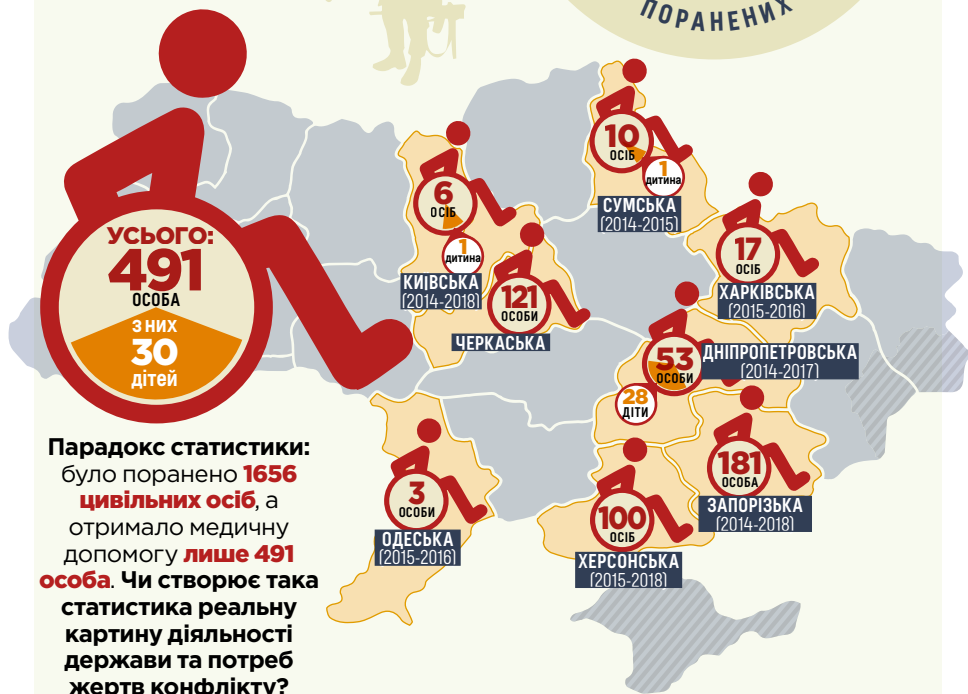 ПОРАНЕНИХ
УСЬОГО:
491
ОСОБА
З НИХ
30
дітей
6
ОСІБ
1
дитина
КИЇВСЬКА
(2014-2018)
121
ОСОБИ
ЧЕРКАСЬКА
10
ОСІБ
1
дитина
СУМСЬКА
(2014-2015)
17
ОСІБ
ХАРКІВСЬКА
(2015-2016)
53
ОСОБИ
28
ДІТИ
ДНІПРОПЕТРОВСЬКА
(2014-2017)
181
ОСОБА
ЗАПОРІЗЬКА
(2014-2018)
100
ОСІБ
ХЕРСОНСЬКА
(2015-2018)
3
ОСОБИ
ОДЕСЬКА
(2015-2016)
Парадокс статистики:
було поранено 1656
цивільних осіб, а
отримало медичну
допомогу лише 491
особа. Чи створює така
статистика реальну
картину діяльності
держави та потреб
жертв конфлікту?